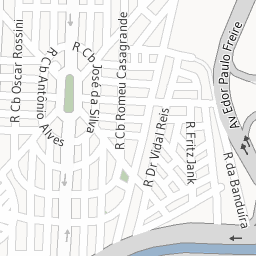 R Cb Oscar Rossini
R Cb Antônio Alves
R Cb José da Silva
R Cb Romeu Casagrande
R Dr Vidal Reis
R Fritz Jank
Av Edor Paulo Freire
R da Banduira